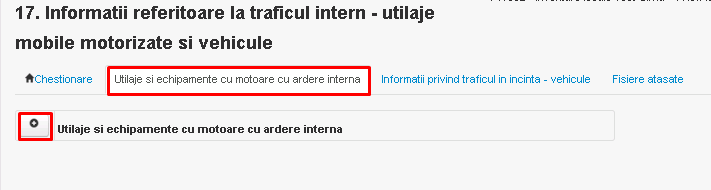 17. Informatii referitoare la traficul intern - utilaje
mobile motorizate si vehicule
Chestionare Utilaje si echipamente cu motoare cu ardere interna Informatii privind traficul in incinta - vehicule Fisiere atasate
Utilaje si echipamente cu motoare cu ardere interna